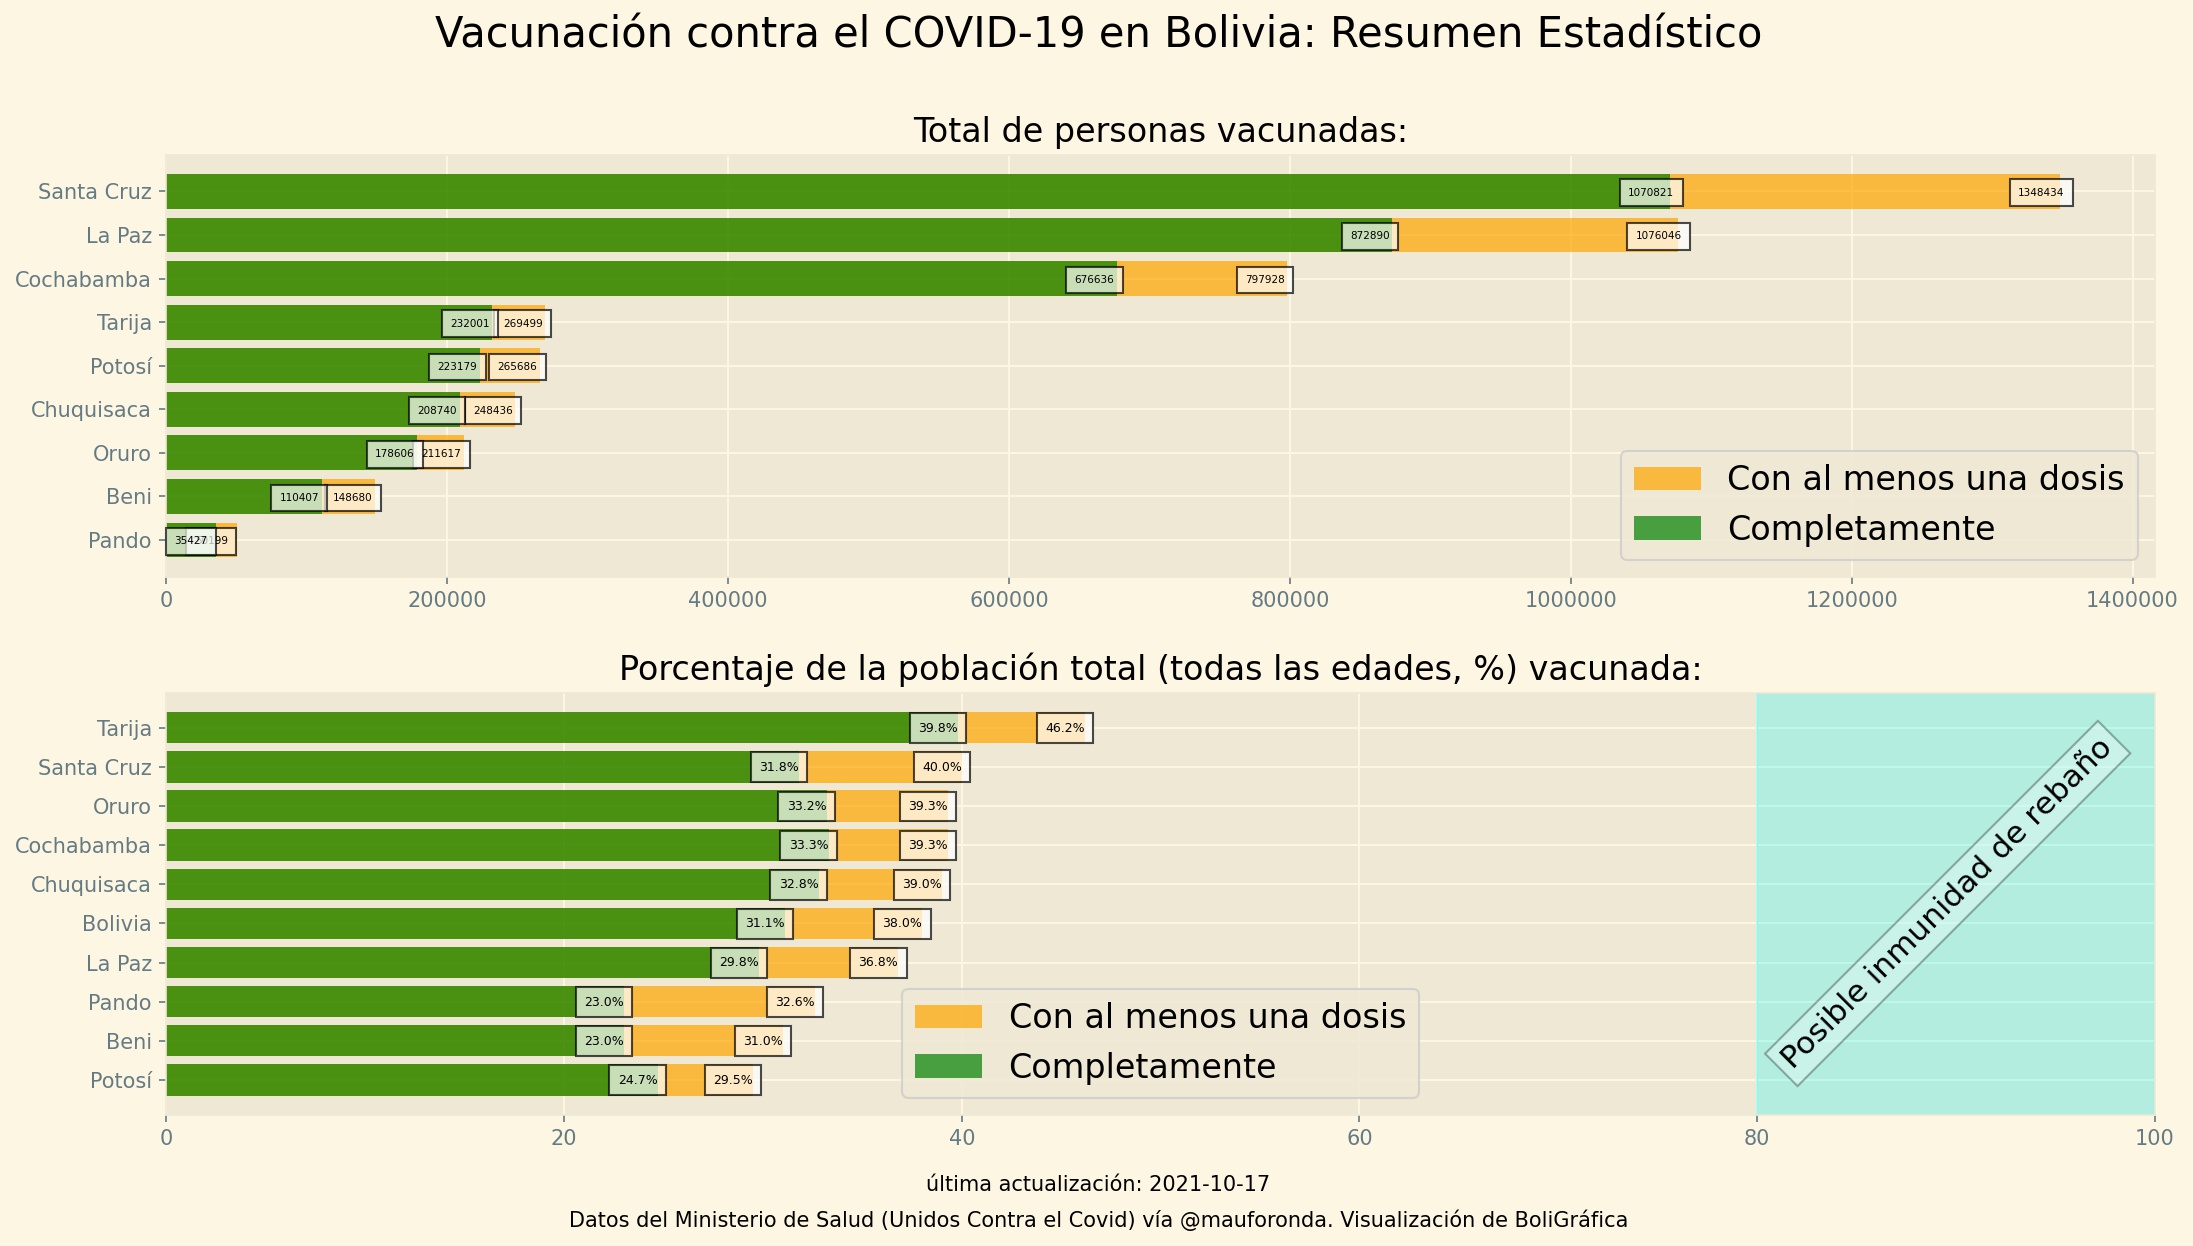 Vacunación contra el COVID-19 en Bolivia: Resumen Estadístico
Total de personas vacunadas:
Santa Cruz 1070821 1348434
La Paz 872890 1076046
Cochabamba 676636 797928
Tarija 232001 269499
Potosí 223179 265686
Chuquisaca 208740 248436
Oruro 178606 211617
Beni 110407 148680
Pando 35427
Con al menos una dosis
Completamente
0 200000 400000 600000 800000 1000000 1200000 1400000
Porcentaje de la población total (todas las edades, %) vacunada:
Tarija 39.8% 46.2%
Santa Cruz 31.8% 40.0%
Oruro 33.2% 39.3%
Cochabamba 33.3% 39.3%
Chuquisaca 32.8% 39.0%
Bolivia 31.1% 38.0%
La Paz 29.8% 36.8%
Pando 23.0% 32.6%
Beni 23.0% 31.0%
Potosí 24.7% 29.5%
Con al menos una dosis
Completamente
Posible inmunidad de rebaño
0 20 40 60 80 100
última actualización: 2021-10-17
Datos del Ministerio de Salud (Unidos Contra el Covid) vía @mauforonda. Visualización de BoliGráfica